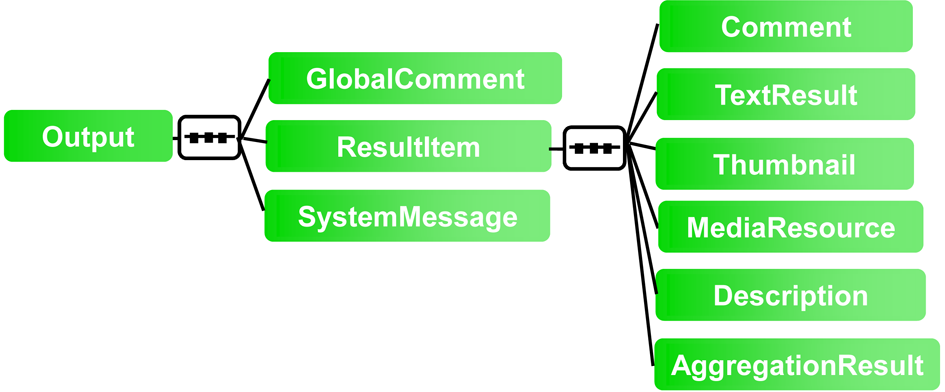 Output
GlobalComment
ResultItem
SystemMessage
Comment
TextResult
Thumbnail
MediaResource
Description
AggregationResult